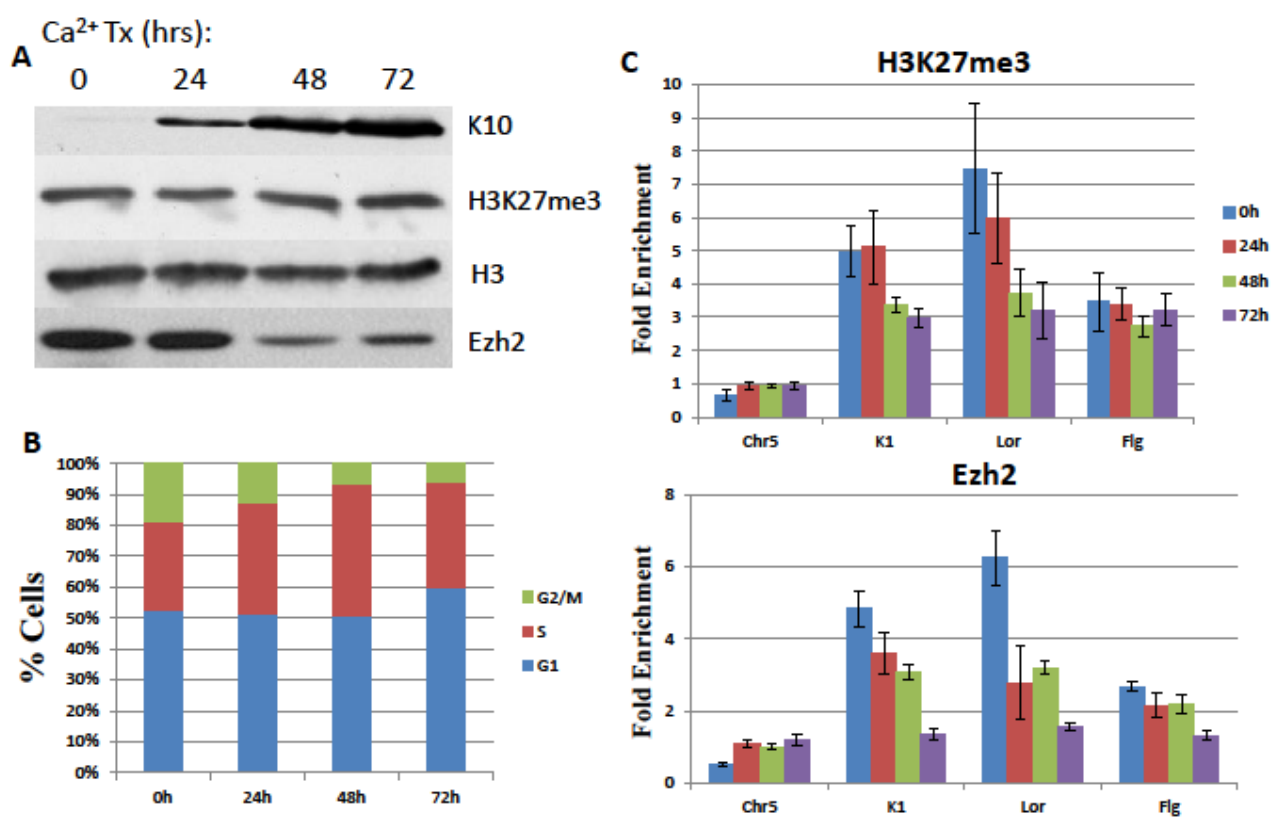 Ca²⁺ Tx (hrs):
A
0 24 48 72
K10
H3K27me3
H3
Ezh2
B
100%
90%
80%
70%
60%
50%
40%
30%
20%
10%
0%
% Cells
0h 24h 48h 72h
G2/M
S
G1
C
H3K27me3
10
9
8
7
6
5
4
3
2
1
0
Fold Enrichment
Chr5 K1 Lor Flg
0h
24h
48h
72h
Ezh2
8
6
4
2
0
Fold Enrichment
Chr5 K1 Lor Flg